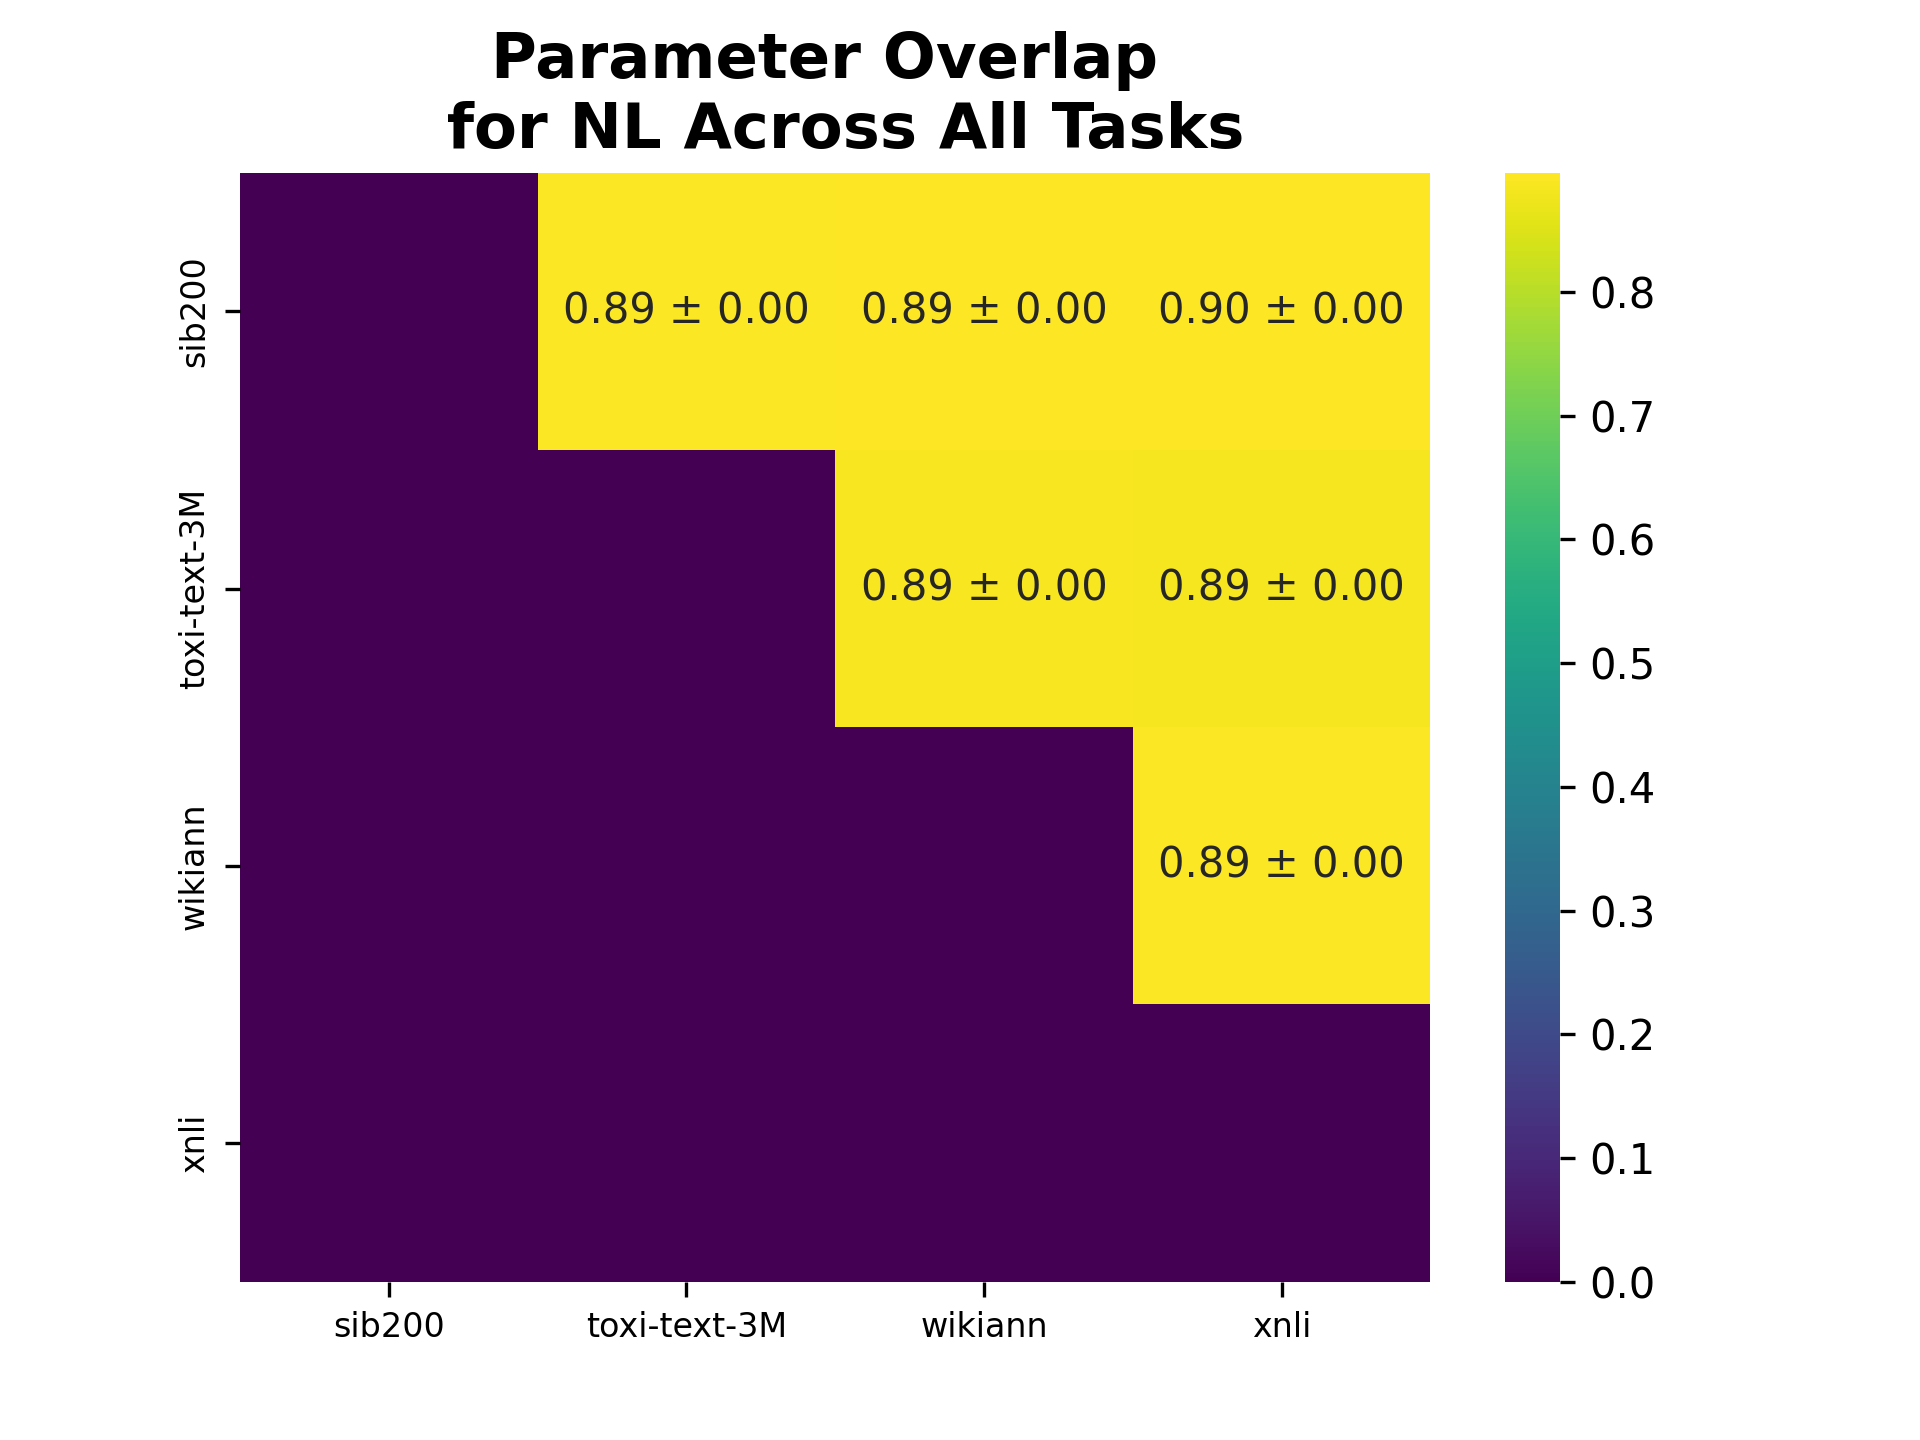 Parameter Overlap
for NL Across All Tasks
sib200
0.89 ± 0.00 0.89 ± 0.00 0.90 ± 0.00
toxi-text-3M
0.89 ± 0.00 0.89 ± 0.00
wikiann
0.89 ± 0.00
xnli
sib200 toxi-text-3M wikiann xnli
0.8
0.7
0.6
0.5
0.4
0.3
0.2
0.1
0.0